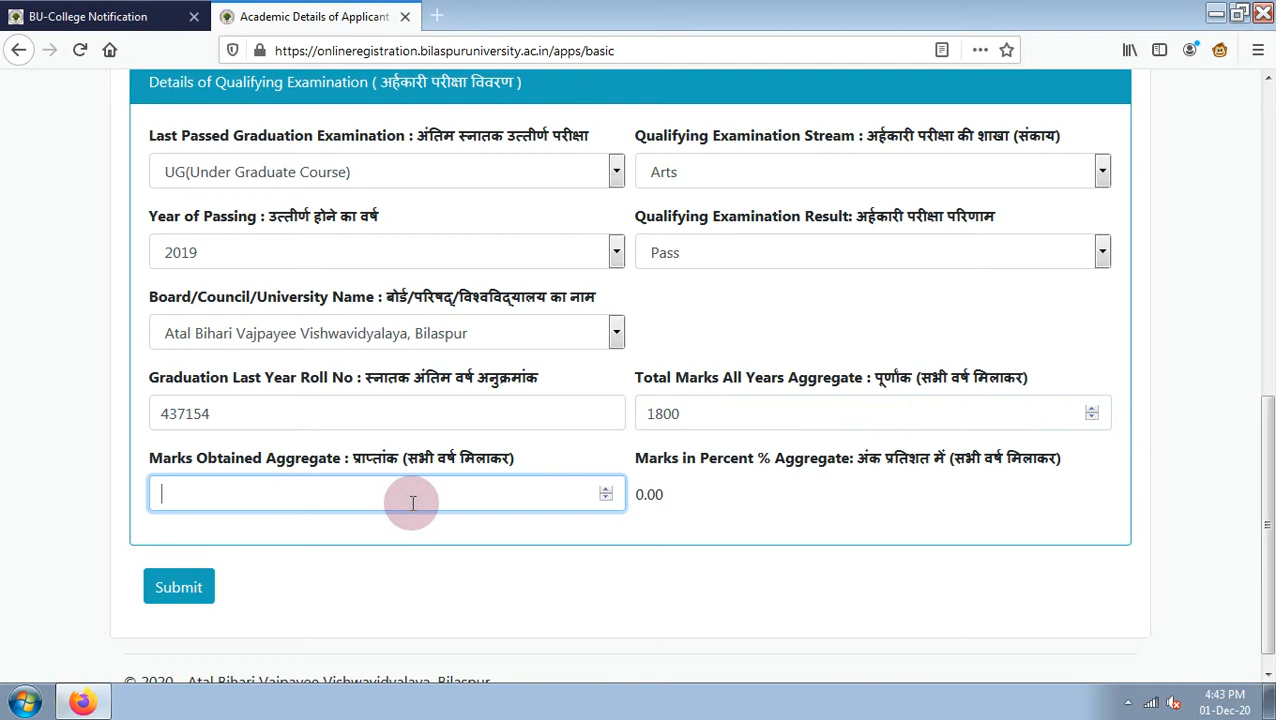 BU-College Notification
Academic Details of Applicant
https://onlineregistration.bilaspuruniversity.ac.in/apps/basic
Details of Qualifying Examination ( अर्हकारी परीक्षा विवरण )
Last Passed Graduation Examination : अंतिम स्नातक उत्तीर्ण परीक्षा
Qualifying Examination Stream : अर्हकारी परीक्षा की शाखा (संकाय)
UG(Under Graduate Course)
Arts
Year of Passing : उत्तीर्ण होने का वर्ष
Qualifying Examination Result: अर्हकारी परीक्षा परिणाम
2019
Pass
Board/Council/University Name : बोर्ड/परिषद्/विश्वविद्यालय का नाम
Atal Bihari Vajpayee Vishwavidyalaya, Bilaspur
Graduation Last Year Roll No : स्नातक अंतिम वर्ष अनुक्रमांक
Total Marks All Years Aggregate : पूर्णांक (सभी वर्ष मिलाकर)
437154
1800
Marks Obtained Aggregate : प्राप्तांक (सभी वर्ष मिलाकर)
Marks in Percent % Aggregate: अंक प्रतिशत में (सभी वर्ष मिलाकर)
0.00
Submit
© 2020 Atal Bihari Vajpayee Vishwavidyalaya, Bilaspur
4:43 PM
01-Dec-20